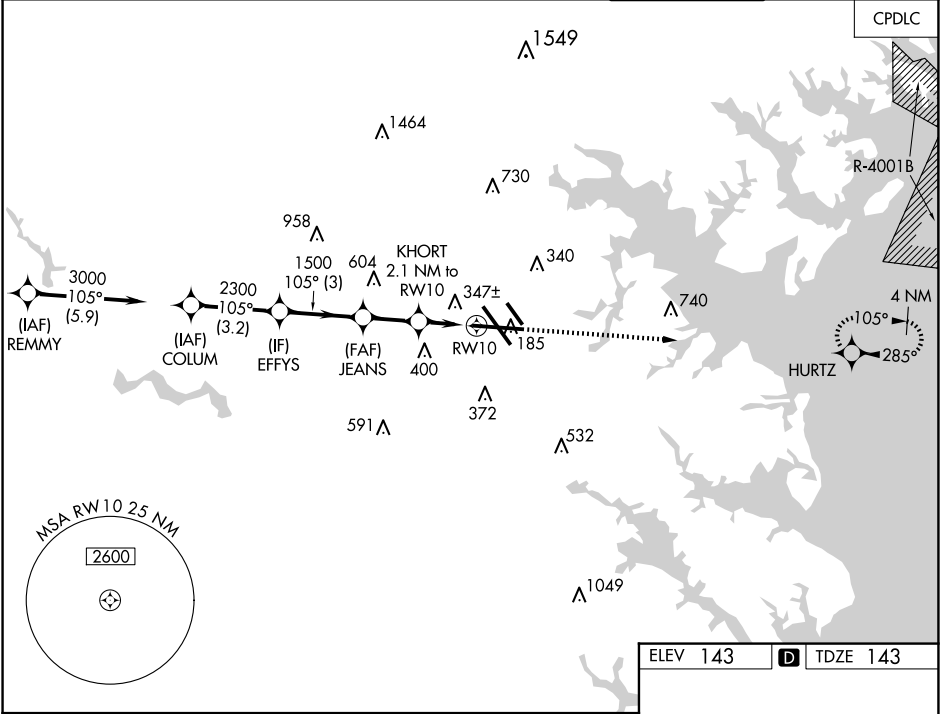 CPDLC
1549
1464
730
R-4001B
958
340
604
KHORT
2.1 NM to
RW10
1500
105° (3)
3000
105°
(5.9)
2300
105°
(3.2)
347±
740
4 NM
105°
285°
HURTZ
(IAF)
REMMY
(IAF)
COLUM
(IF)
EFFYS
(FAF)
JEANS
400
RW10
185
372
591
532
MSA RW10 25 NM
2600
1049
ELEV 143 D TDZE 143